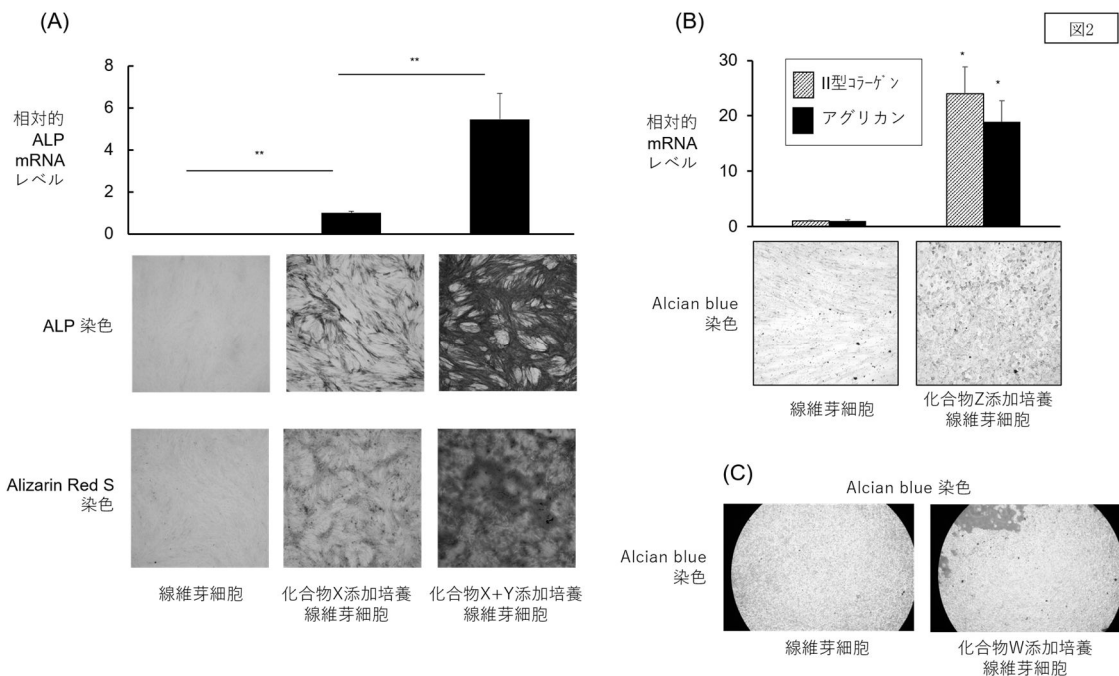 (A)
**
**
8
6
4
2
0
相対的
ALP
mRNA
レベル
ALP 染色
Alizarin Red S
染色
線維芽細胞
化合物X添加培養
線維芽細胞
化合物X+Y添加培養
線維芽細胞
(B)
図2
30
20
10
0
相対的
mRNA
レベル
II型コラーゲン
アグリカン
*
*
Alcian blue
染色
線維芽細胞
化合物Z添加培養
線維芽細胞
(C)
Alcian blue 染色
Alcian blue
染色
線維芽細胞
化合物W添加培養
線維芽細胞